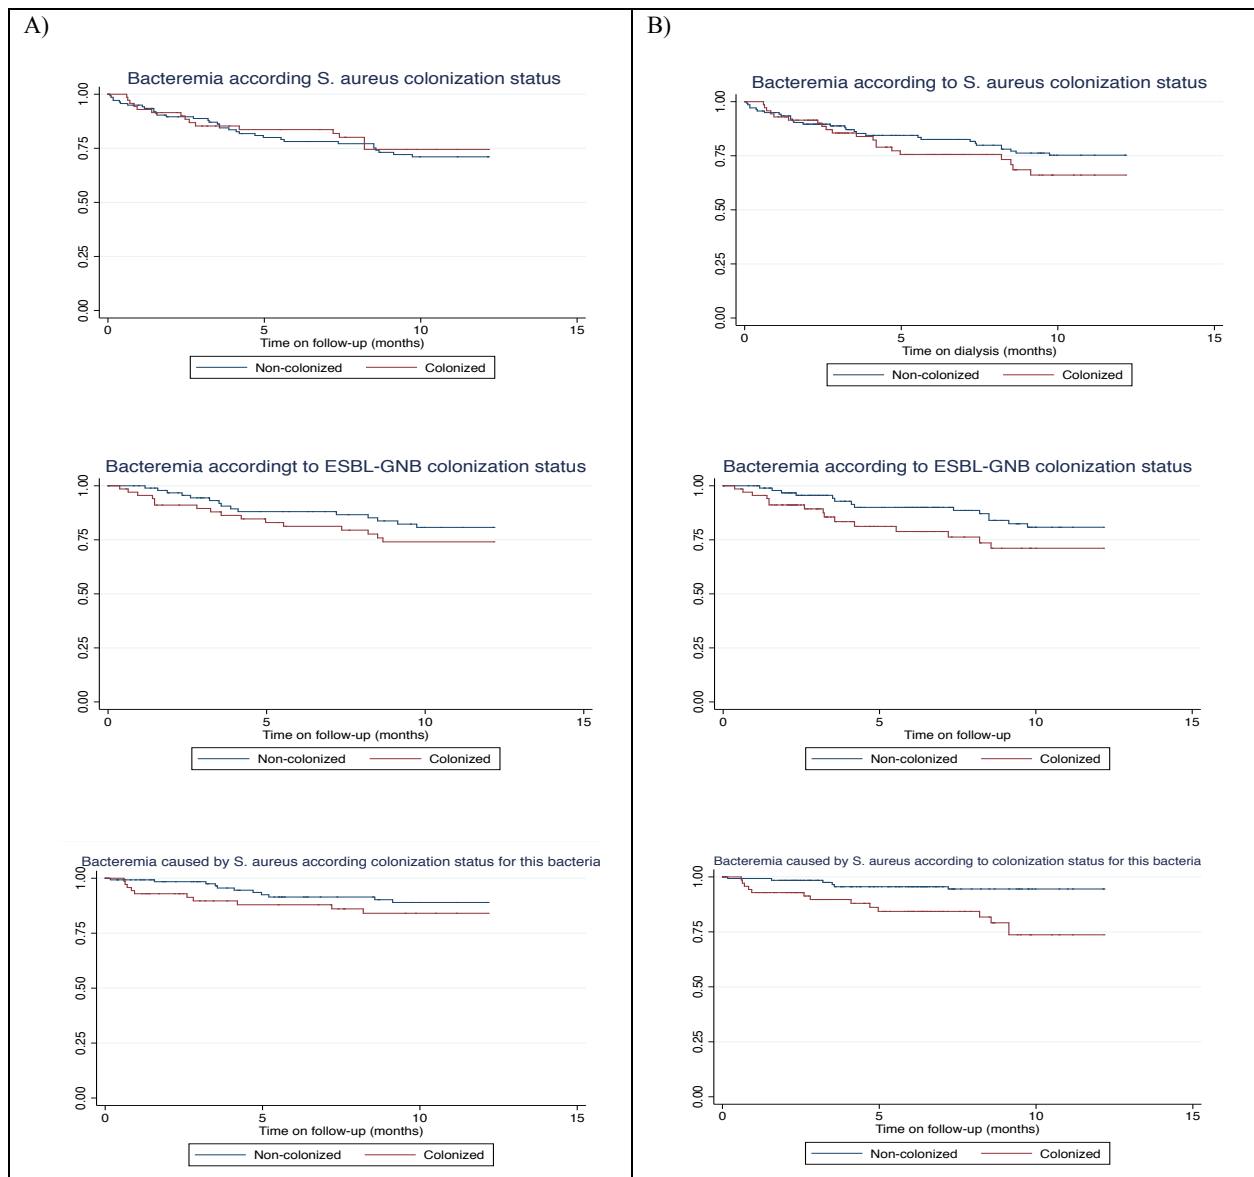 A)
Bacteremia according S. aureus colonization status
1.00
0.75
0.50
0.25
0.00
0 5 10 15
Time on follow-up (months)
Non-colonized Colonized
Bacteremia accordingt to ESBL-GNB colonization status
1.00
0.75
0.50
0.25
0.00
0 5 10 15
Time on follow-up (months)
Non-colonized Colonized
Bacteremia caused by S. aureus according colonization status for this bacteria
1.00
0.75
0.50
0.25
0.00
0 5 10 15
Time on follow-up (months)
Non-colonized Colonized
B)
Bacteremia according to S. aureus colonization status
1.00
0.75
0.50
0.25
0.00
0 5 10 15
Time on dialysis (months)
Non-colonized Colonized
Bacteremia according to ESBL-GNB colonization status
1.00
0.75
0.50
0.25
0.00
0 5 10 15
Time on follow-up
Non-colonized Colonized
Bacteremia caused by S. aureus according to colonization status for this bacteria
1.00
0.75
0.50
0.25
0.00
0 5 10 15
Time on follow-up (months)
Non-colonized Colonized